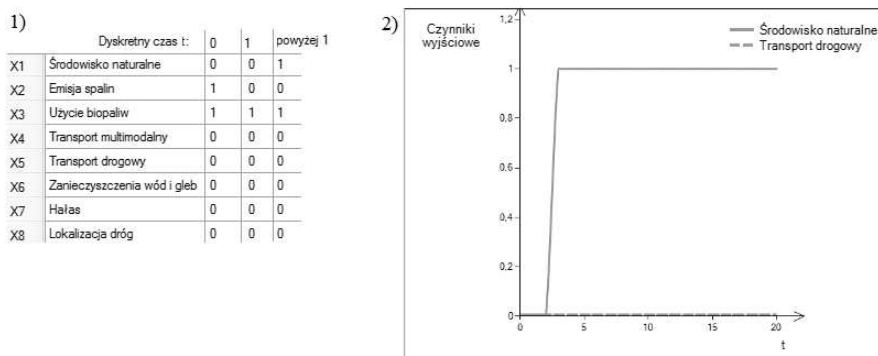 1)
Dyskretny czas t: 0 1 powyżej 1
X1 Środowisko naturalne 0 0 1
X2 Emisja spalin 1 0 0
X3 Użycie biopaliw 1 1 1
X4 Transport multimodalny 0 0 0
X5 Transport drogowy 0 0 0
X6 Zanieczyszczenia wód i gleb 0 0 0
X7 Hałas 0 0 0
X8 Lokalizacja dróg 0 0 0
2)
Czynniki
wyjściowe
1,2
1
0,8
0,6
0,4
0,2
0
0 5 10 15 20
t
Środowisko naturalne
Transport drogowy